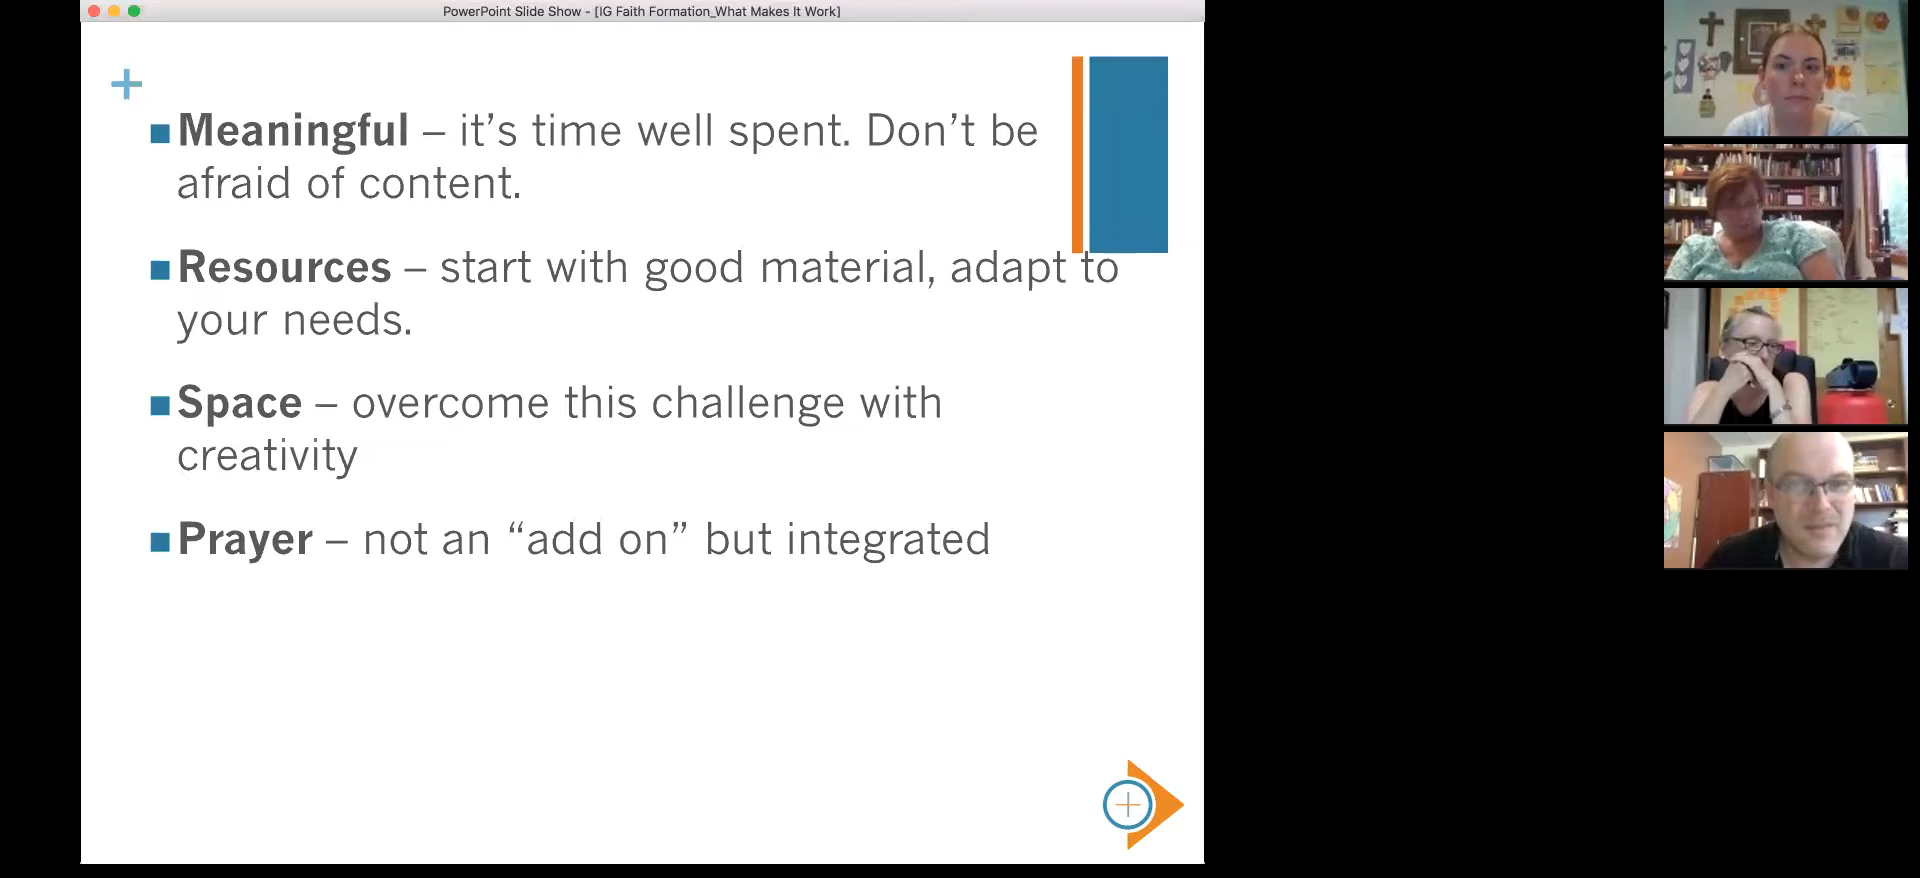 PowerPoint Slide Show - [IG Faith Formation_What Makes It Work]
Meaningful – it’s time well spent. Don’t be
afraid of content.
Resources – start with good material, adapt to
your needs.
Space – overcome this challenge with
creativity
Prayer – not an “add on” but integrated